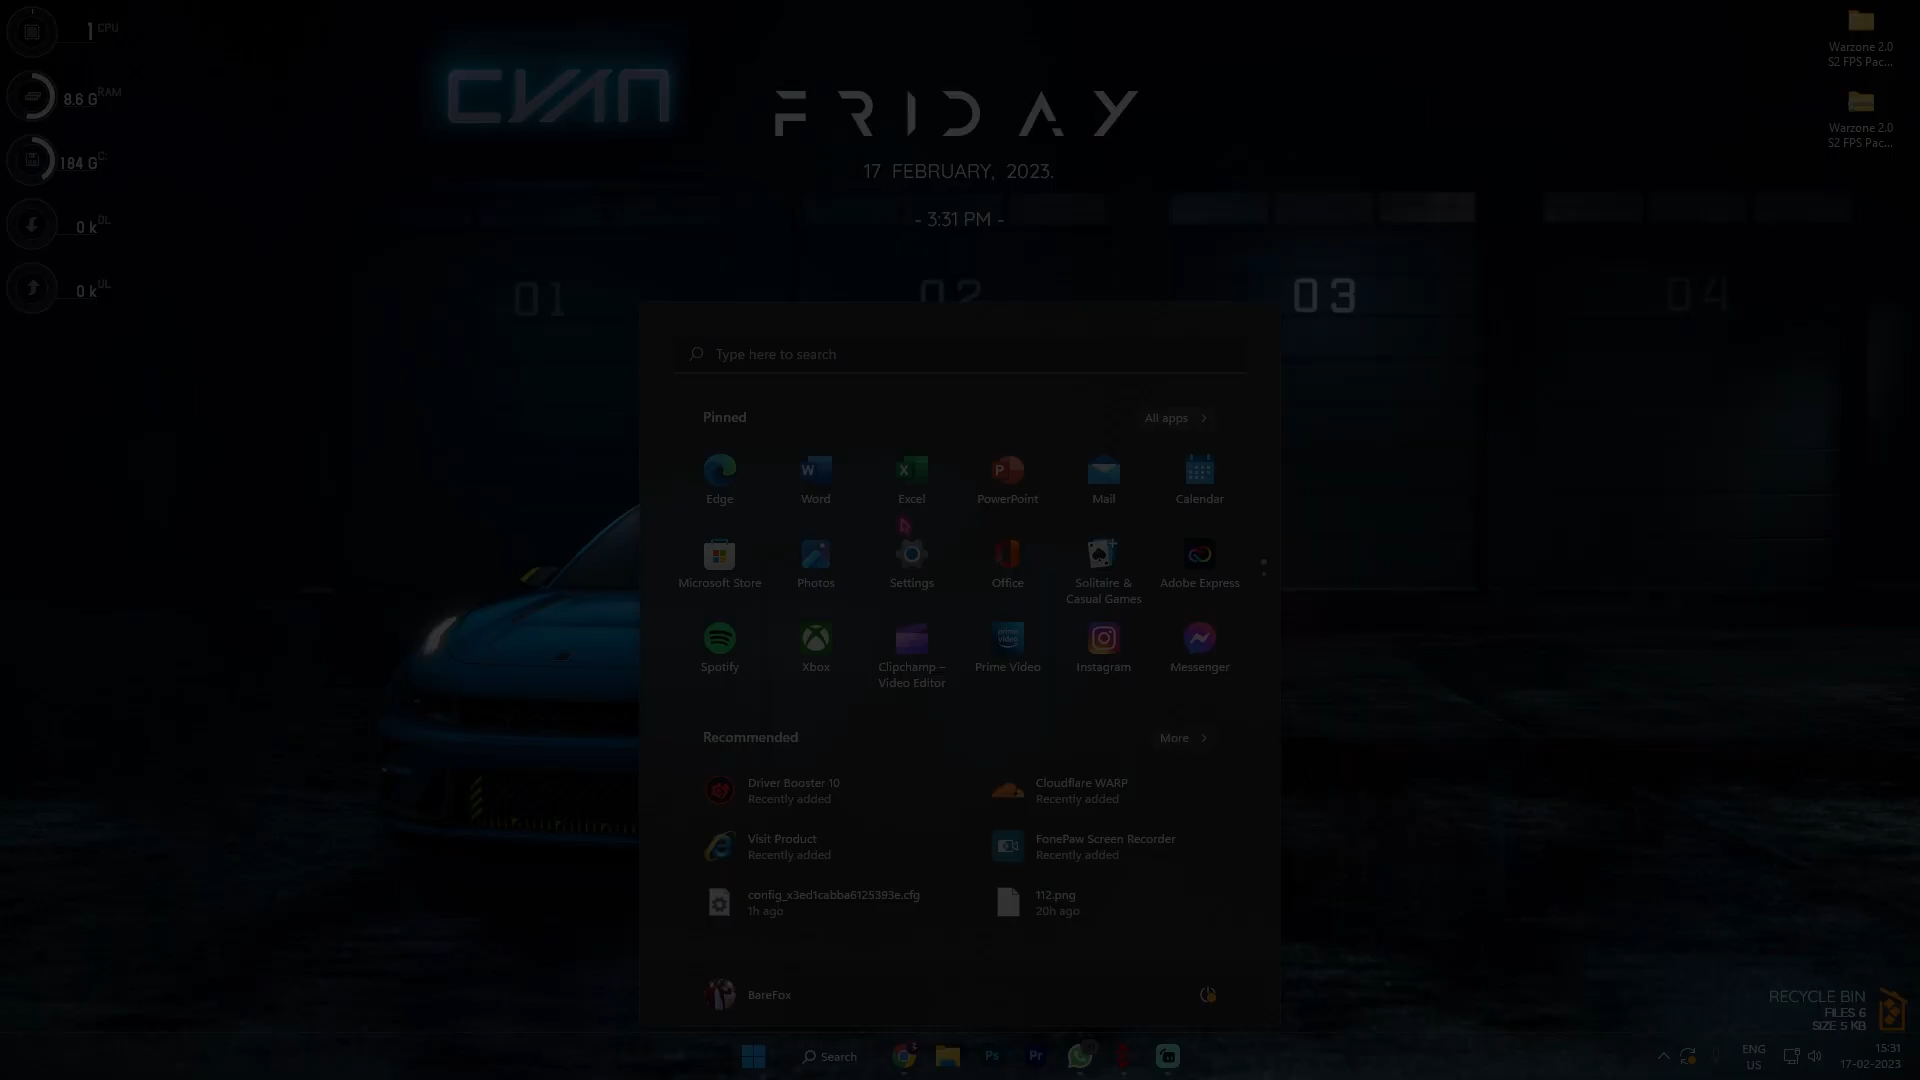 1 CPU
8.6 G RAM
184 G C:
0 k DL
0 k UL
CYAN
FRIDAY
17 FEBRUARY, 2023.
- 3:31 PM -
01
02
03
04
Warzone 2.0
S2 FPS Pac...
Warzone 2.0
S2 FPS Pac...
Type here to search
Pinned
All apps
Edge
Word
Excel
PowerPoint
Mail
Calendar
Microsoft Store
Photos
Settings
Office
Solitaire &
Casual Games
Adobe Express
Spotify
Xbox
Clipchamp –
Video Editor
prime
video
Prime Video
Instagram
Messenger
Recommended
More
Driver Booster 10
Recently added
Cloudflare WARP
Recently added
Visit Product
Recently added
FonePaw Screen Recorder
Recently added
config_x3ed1cabba6125393e.cfg
1h ago
112.png
20h ago
BareFox
RECYCLE BIN
FILES 6
SIZE 5 KB
Search
Ps
Pr
ENG
US
15:31
17-02-2023